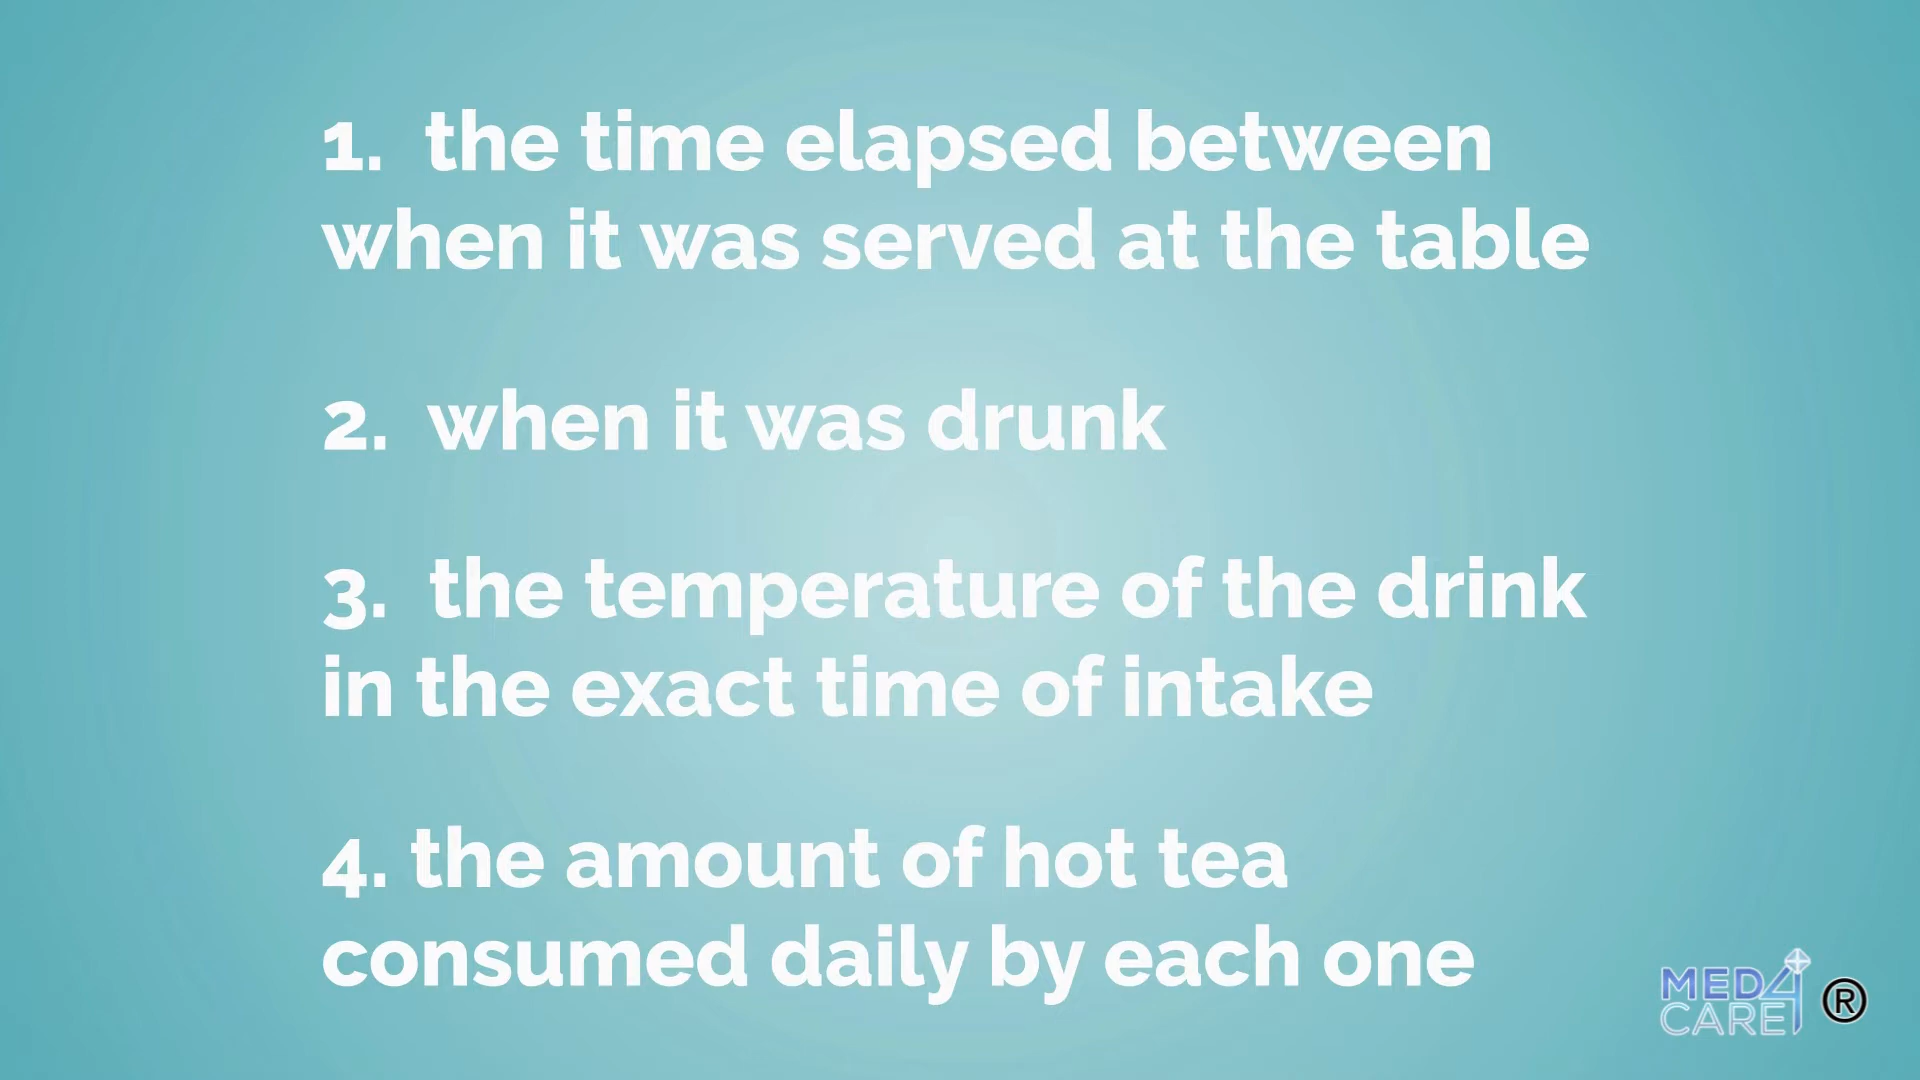 1. the time elapsed between
when it was served at the table
2. when it was drunk
3. the temperature of the drink
in the exact time of intake
4. the amount of hot tea
consumed daily by each one
MED4
CARE ®